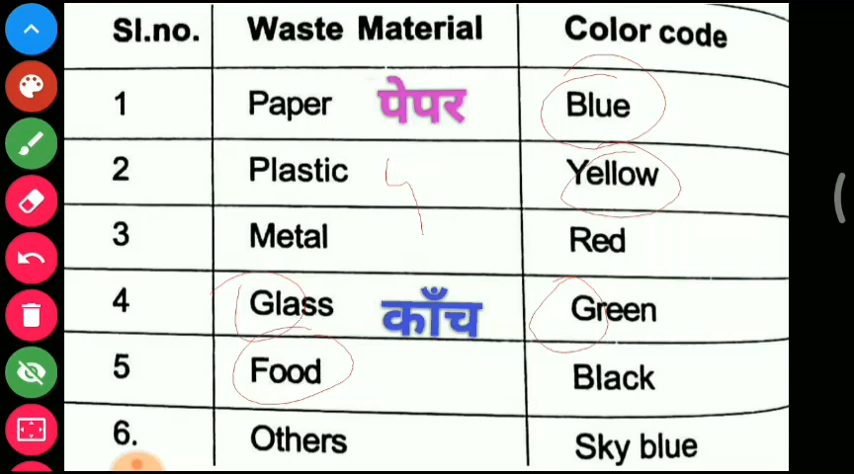 Sl.no. Waste Material Color code
1 Paper पेपर Blue
2 Plastic Yellow
3 Metal Red
4 Glass काँच Green
5 Food Black
6. Others Sky blue